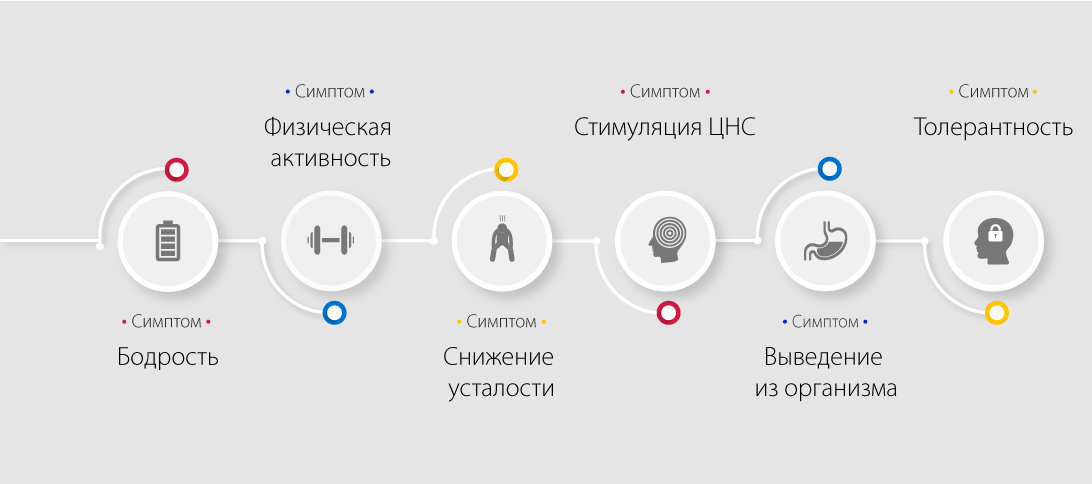 • Симптом •
Бодрость
• Симптом •
Физическая
активность
• Симптом •
Снижение
усталости
• Симптом •
Стимуляция ЦНС
• Симптом •
Выведение
из организма
• Симптом •
Толерантность